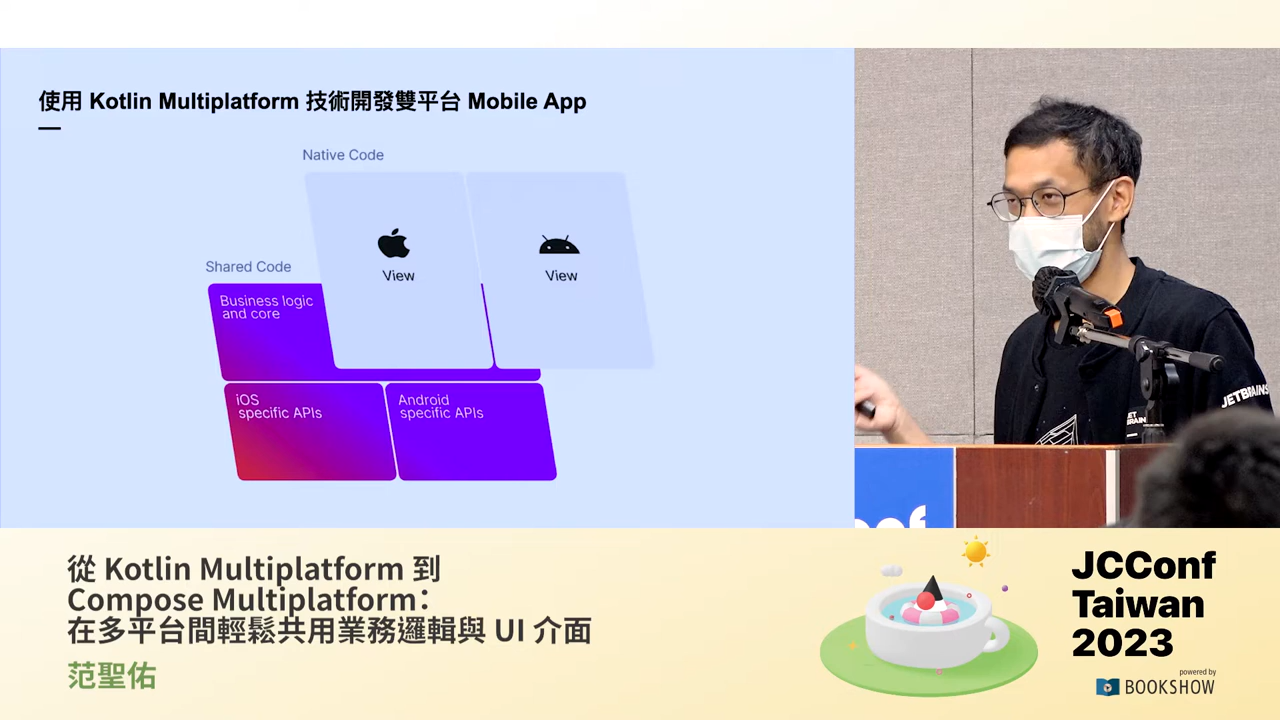 使用 Kotlin Multiplatform 技術開發雙平台 Mobile App
Native Code
View
View
Shared Code
Business logic
and core
iOS
specific APIs
Android
specific APIs
JETBRAINS
從 Kotlin Multiplatform 到
Compose Multiplatform：
在多平台間輕鬆共用業務邏輯與 UI 介面
范聖佑
JCConf
Taiwan
2023
powered by
BOOKSHOW